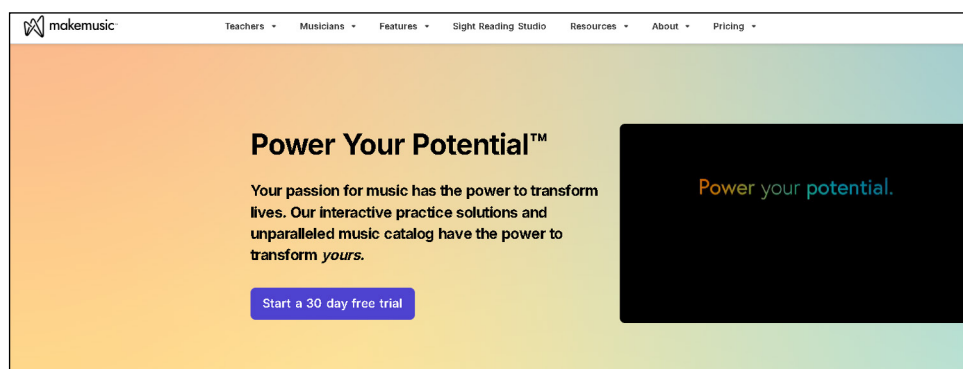 makemusic™
Teachers Musicians Features Sight Reading Studio Resources About Pricing
Power Your Potential™
Your passion for music has the power to transform
lives. Our interactive practice solutions and
unparalleled music catalog have the power to
transform yours.
Start a 30 day free trial
Power your potential.